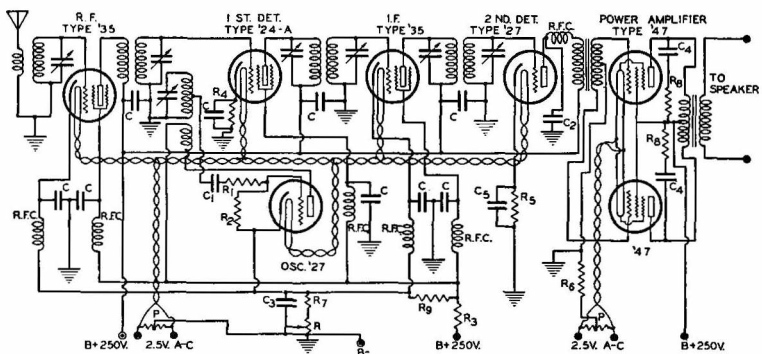 R.F. TYPE '35
1 ST. DET. TYPE '24-A
I.F. TYPE '35
2 ND. DET. TYPE '27
R.F.C.
POWER AMPLIFIER TYPE '47
C4
R8
TO SPEAKER
R4
C
C
C
C
C
C2
R8
C4
C
C
C1
R1
R2
C
C
C
C5
R5
R.F.C.
R.F.C.
R.F.C.
R.F.C.
R.F.C.
OSC. '27
'47
C3
R7
R
R9
R3
R6
P
P
B+250V.
2.5V. A-C
B-
B+250V.
2.5V. A-C
B+250V.